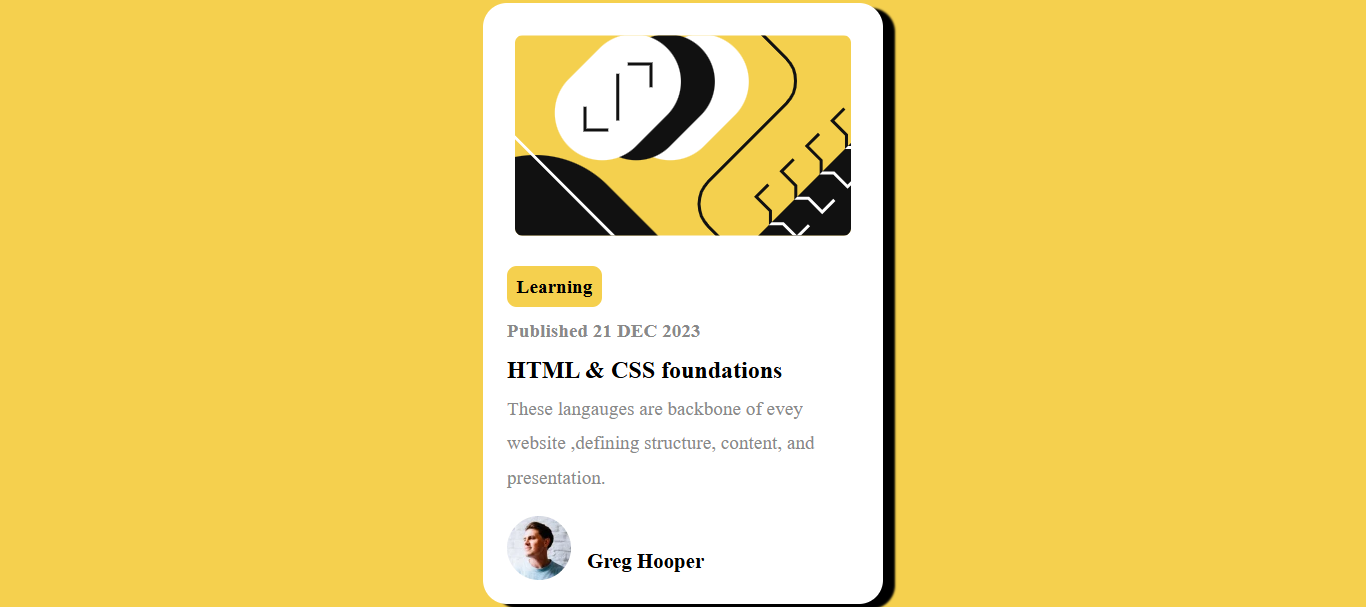 Learning
Published 21 DEC 2023
HTML & CSS foundations
These langauges are backbone of evey
website ,defining structure, content, and
presentation.
Greg Hooper